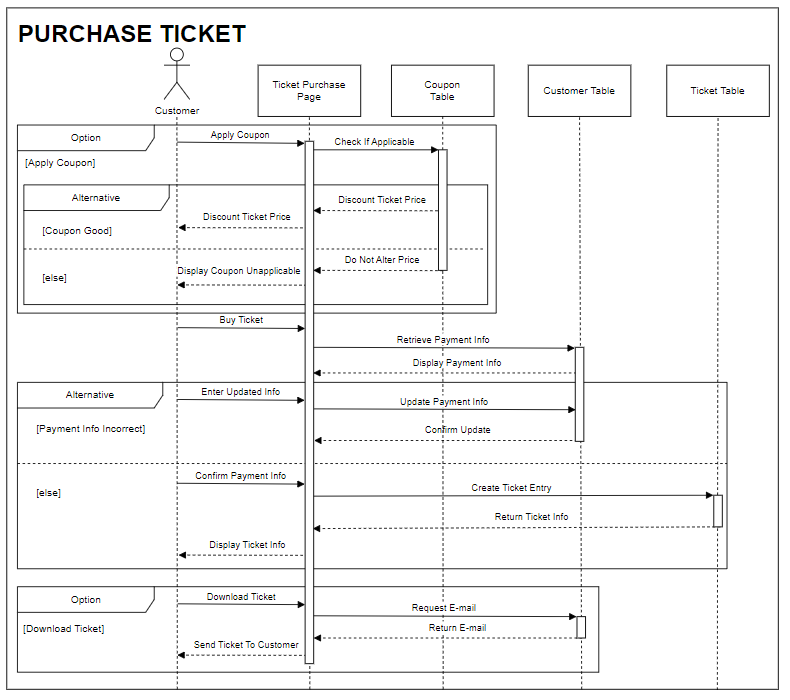 PURCHASE TICKET
Customer
Ticket Purchase
Page
Coupon
Table
Customer Table
Ticket Table
Option
Apply Coupon
Check If Applicable
[Apply Coupon]
Alternative
Discount Ticket Price
Discount Ticket Price
[Coupon Good]
Do Not Alter Price
Display Coupon Unapplicable
[else]
Buy Ticket
Retrieve Payment Info
Display Payment Info
Alternative
Enter Updated Info
Update Payment Info
[Payment Info Incorrect]
Confirm Update
Confirm Payment Info
[else]
Create Ticket Entry
Return Ticket Info
Display Ticket Info
Option
Download Ticket
Request E-mail
[Download Ticket]
Return E-mail
Send Ticket To Customer